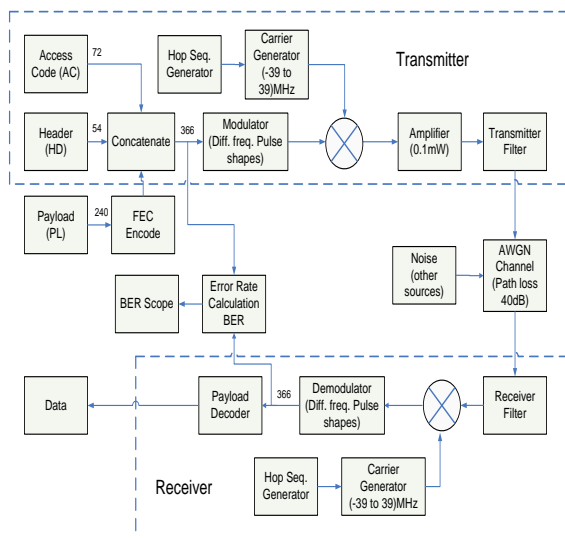 Access
Code (AC)
72
Hop Seq.
Generator
Carrier
Generator
(-39 to
39)MHz
Transmitter
Header
(HD)
54
Concatenate
366
Modulator
(Diff. freq. Pulse
shapes)
Amplifier
(0.1mW)
Transmitter
Filter
Payload
(PL)
240
FEC
Encode
Noise
(other
sources)
AWGN
Channel
(Path loss
40dB)
BER Scope
Error Rate
Calculation
BER
Data
Payload
Decoder
366
Demodulator
(Diff. freq. Pulse
shapes)
Receiver
Filter
Receiver
Hop Seq.
Generator
Carrier
Generator
(-39 to 39)MHz